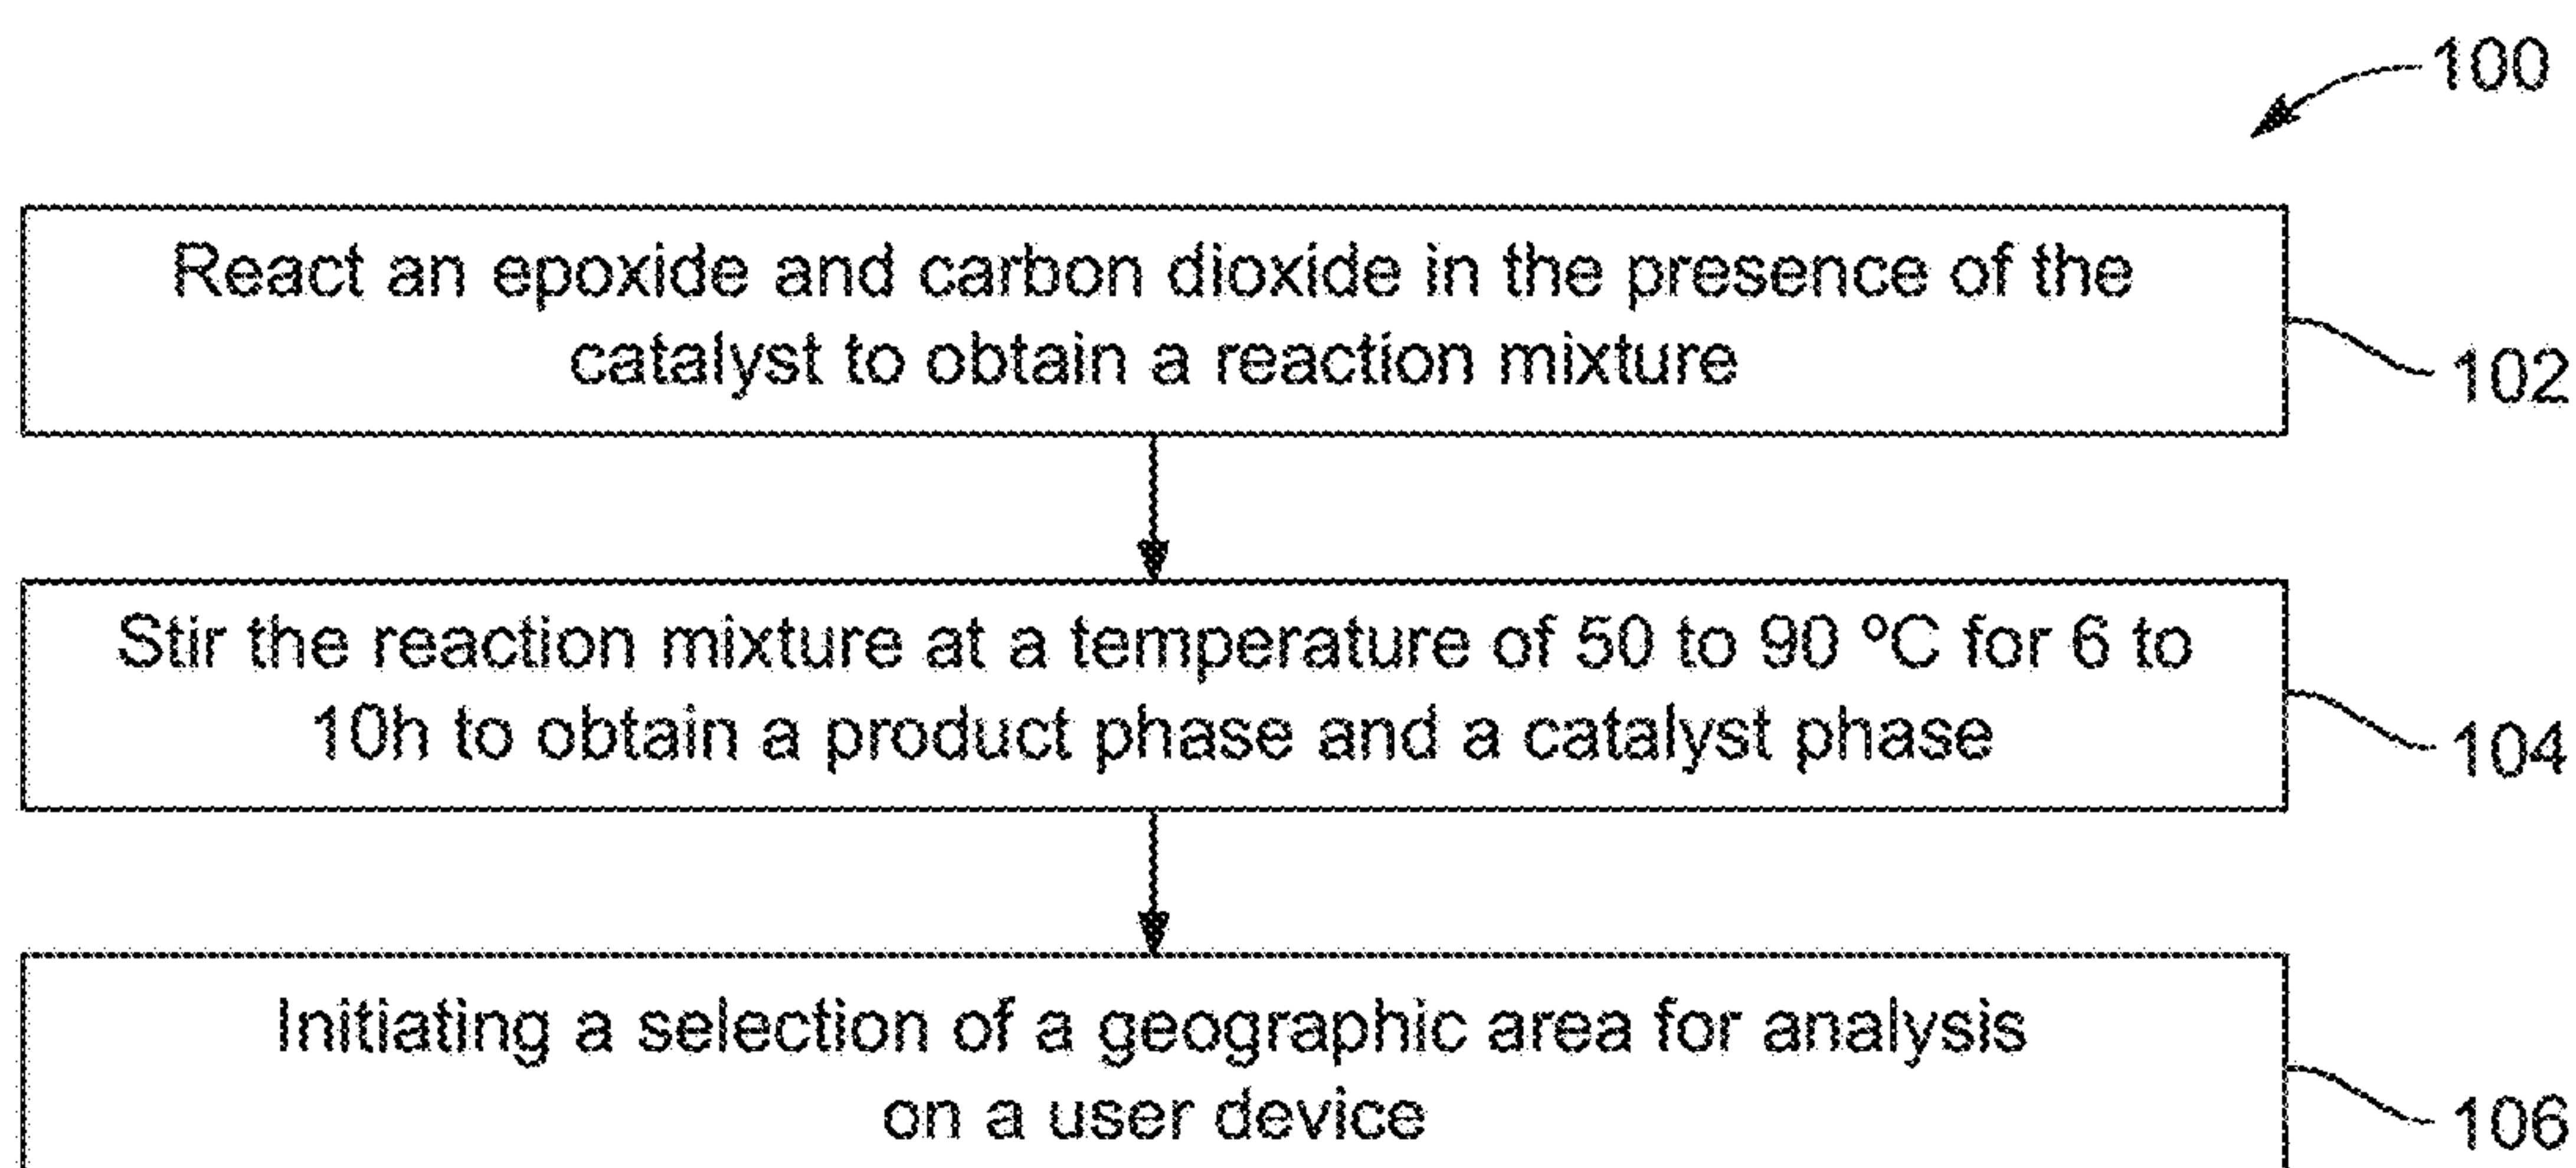 100
React an epoxide and carbon dioxide in the presence of the
catalyst to obtain a reaction mixture
102
Stir the reaction mixture at a temperature of 50 to 90 ºC for 6 to
10h to obtain a product phase and a catalyst phase
104
Initiating a selection of a geographic area for analysis
on a user device
106